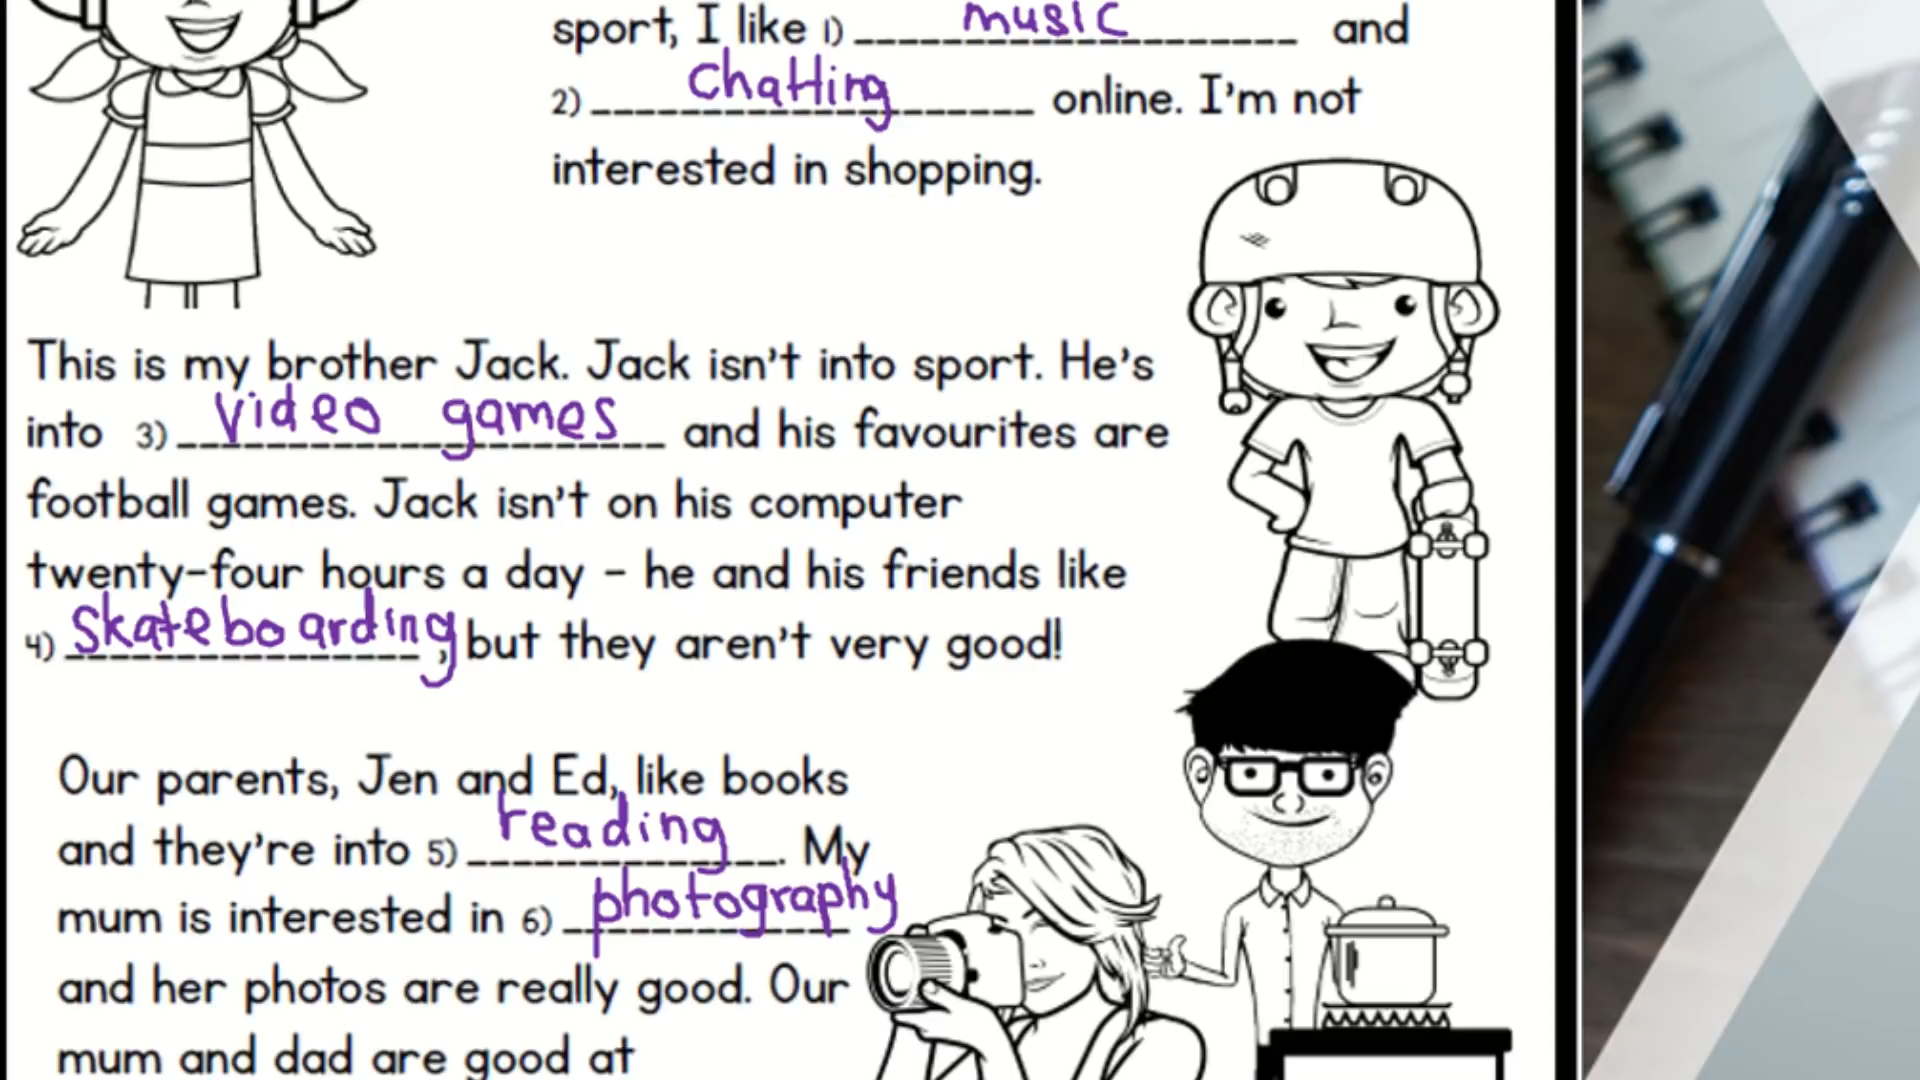 sport, I like 1) music and
2) chatting online. I'm not
interested in shopping.
This is my brother Jack. Jack isn't into sport. He's
into 3) video games and his favourites are
football games. Jack isn't on his computer
twenty-four hours a day - he and his friends like
4) skateboarding, but they aren't very good!
Our parents, Jen and Ed, like books
and they're into 5) reading. My
mum is interested in 6) photography
and her photos are really good. Our
mum and dad are good at